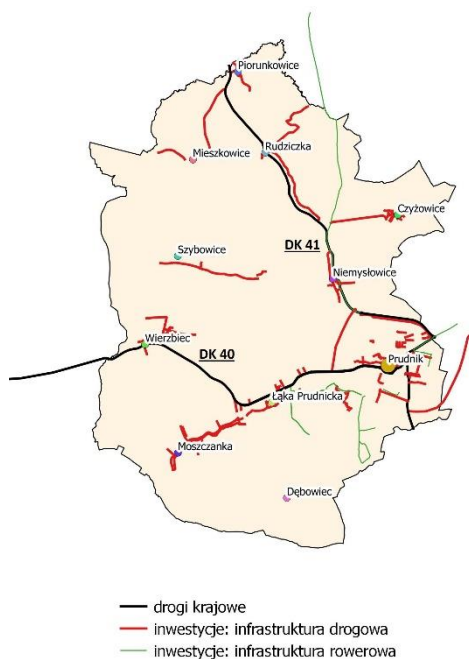 Piorunkowice
Rudziczka
Mieszkowice
Czyżowice
DK 41
Szybowice
Niemysłowice
Wierzbiec
DK 40
Prudnik
Łąka Prudnicka
Moszczanka
Dębowiec
drogi krajowe
inwestycje: infrastruktura drogowa
inwestycje: infrastruktura rowerowa